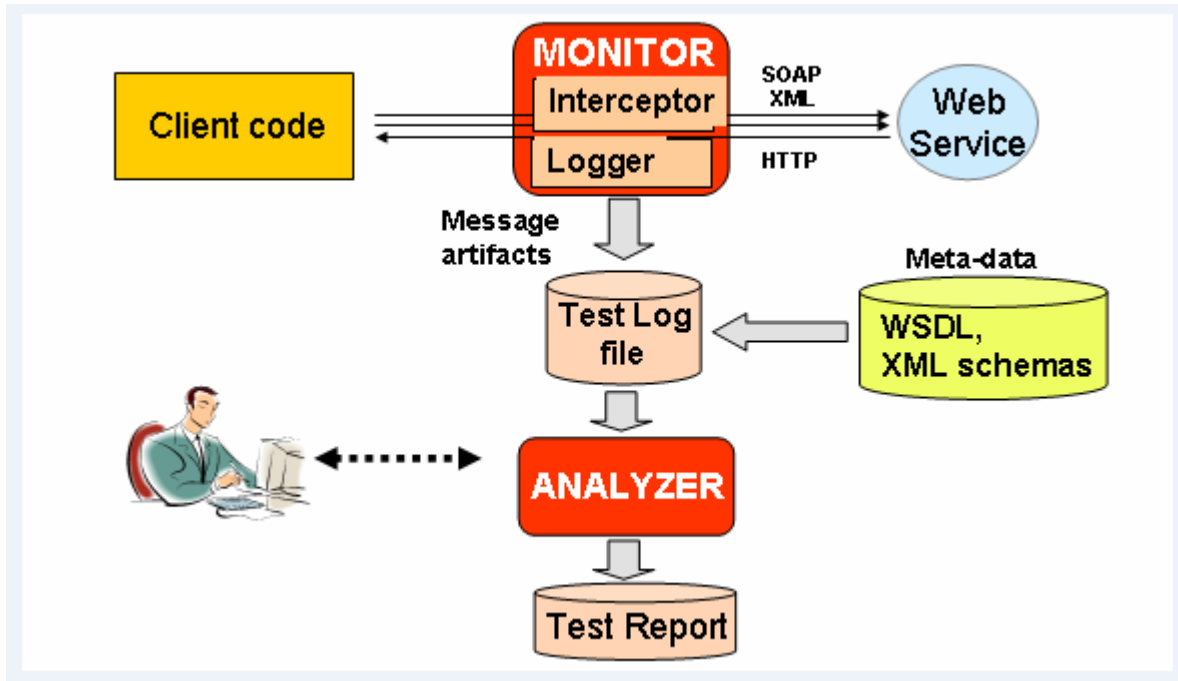 MONITOR
Interceptor
Logger
Client code
SOAP
XML
HTTP
Web
Service
Message
artifacts
Test Log
file
Meta-data
WSDL,
XML schemas
ANALYZER
Test Report